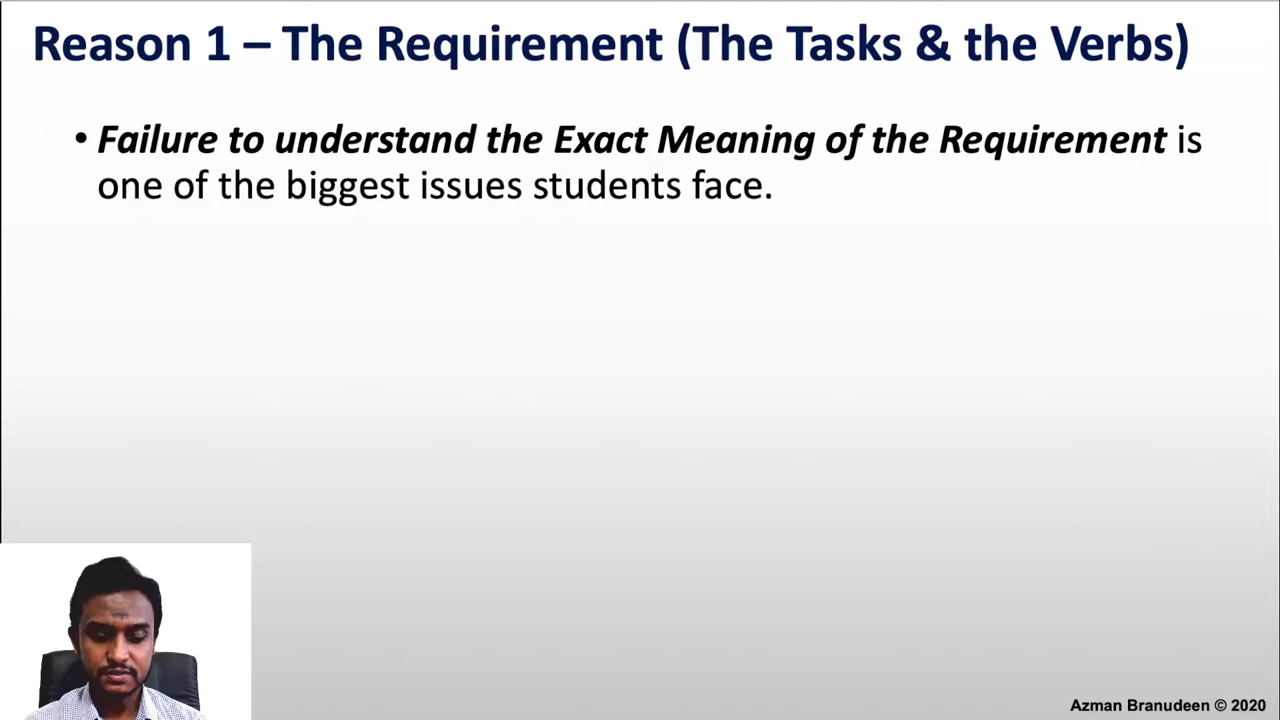 Reason 1 – The Requirement (The Tasks & the Verbs)
• Failure to understand the Exact Meaning of the Requirement is
one of the biggest issues students face.
Azman Branudeen © 2020